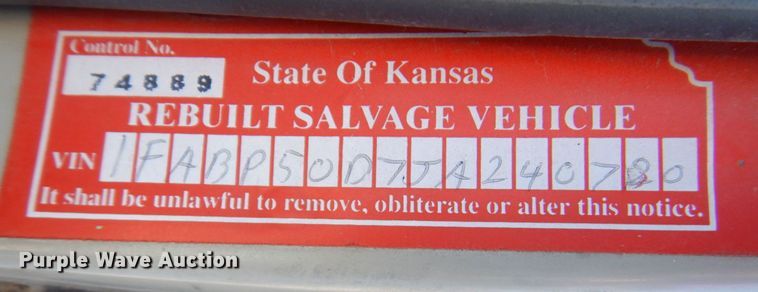 Control No.
74889
State Of Kansas
REBUILT SALVAGE VEHICLE
VIN 1FABP50D7JA240780
It shall be unlawful to remove, obliterate or alter this notice.
Purple Wave Auction